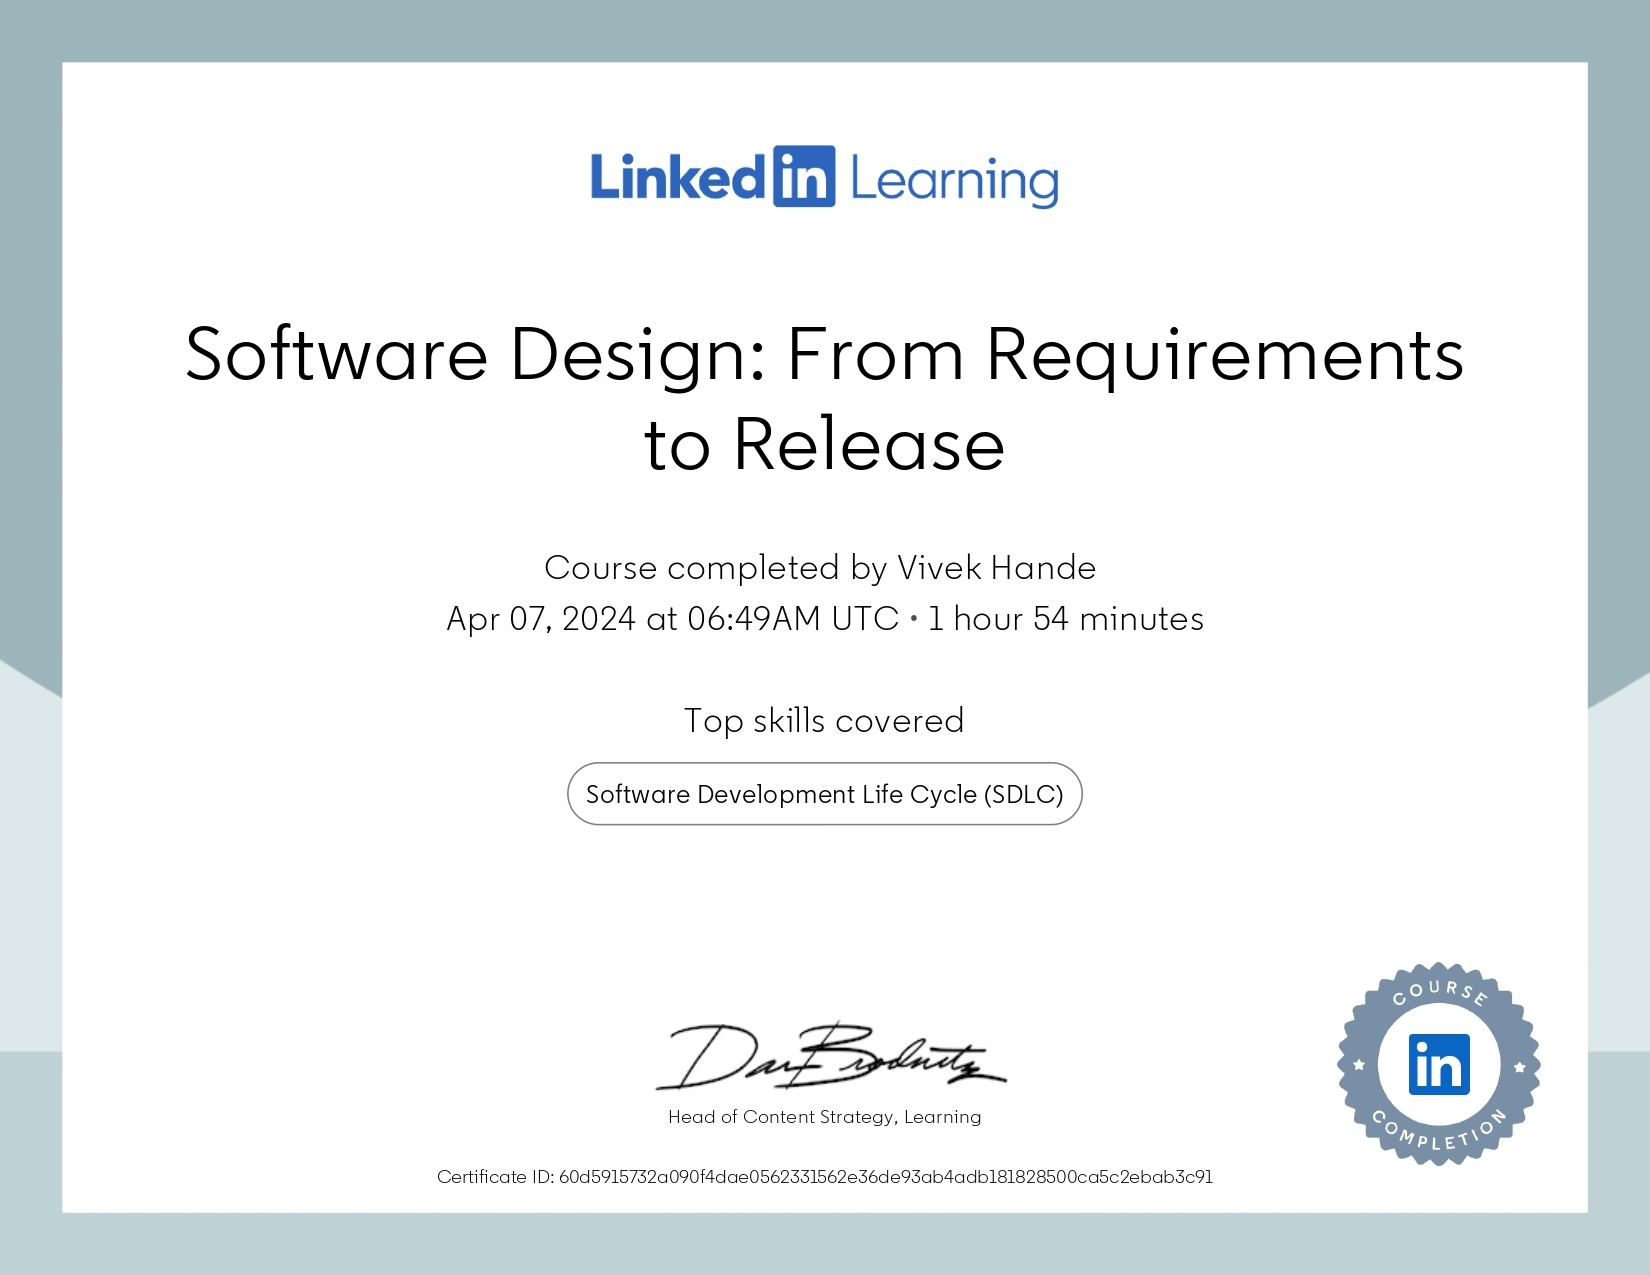 Linked in Learning
Software Design: From Requirements
to Release
Course completed by Vivek Hande
Apr 07, 2024 at 06:49AM UTC • 1 hour 54 minutes
Top skills covered
Software Development Life Cycle (SDLC)
Dan Brodnitz
Head of Content Strategy, Learning
Certificate ID: 60d5915732a090f4dae0562331562e36de93ab4adb181828500ca5c2ebab3c91
COURSE
in
COMPLETION